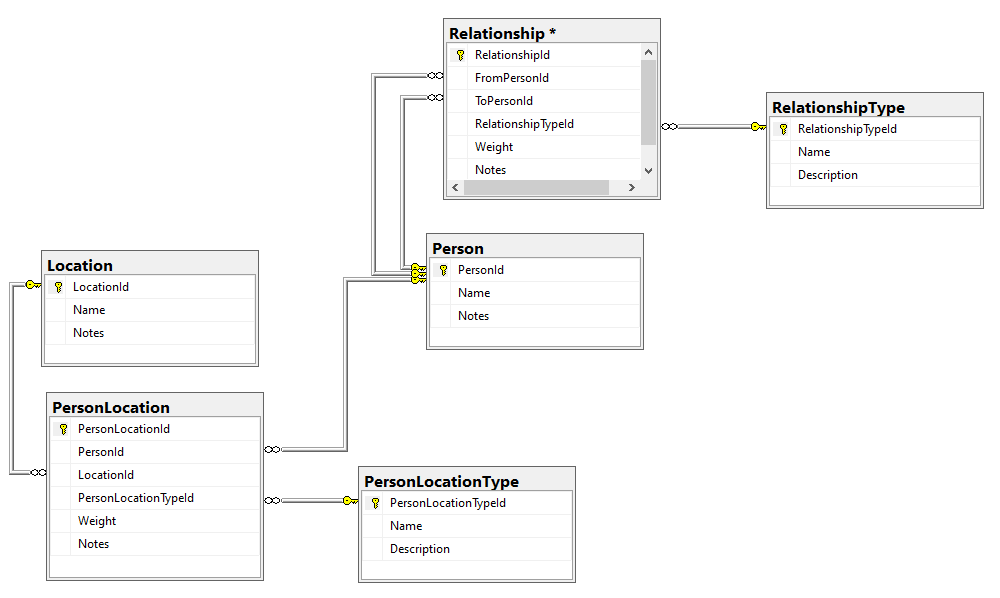 Relationship *
RelationshipId
FromPersonId
ToPersonId
RelationshipTypeId
Weight
Notes
RelationshipType
RelationshipTypeId
Name
Description
Person
PersonId
Name
Notes
Location
LocationId
Name
Notes
PersonLocation
PersonLocationId
PersonId
LocationId
PersonLocationTypeId
Weight
Notes
PersonLocationType
PersonLocationTypeId
Name
Description